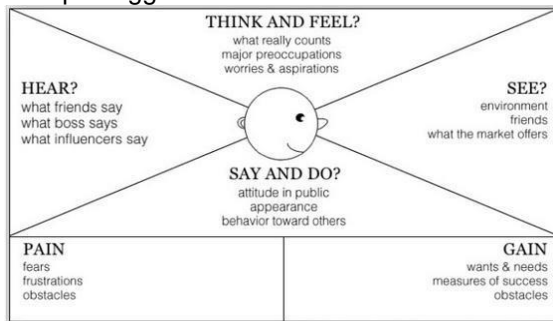 THINK AND FEEL?
what really counts
major preoccupations
worries & aspirations
HEAR?
what friends say
what boss says
what influencers say
SEE?
environment
friends
what the market offers
SAY AND DO?
attitude in public
appearance
behavior toward others
PAIN
fears
frustrations
obstacles
GAIN
wants & needs
measures of success
obstacles